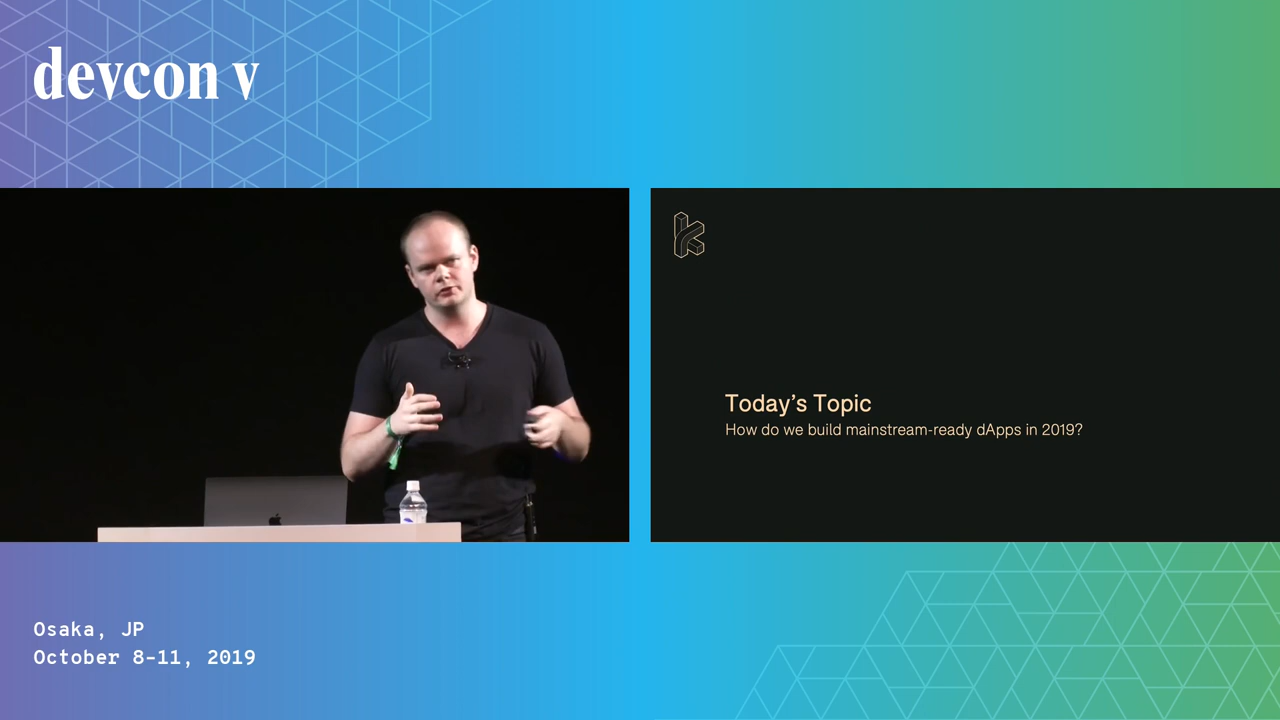 devcon v
Today’s Topic
How do we build mainstream-ready dApps in 2019?
Osaka, JP
October 8-11, 2019